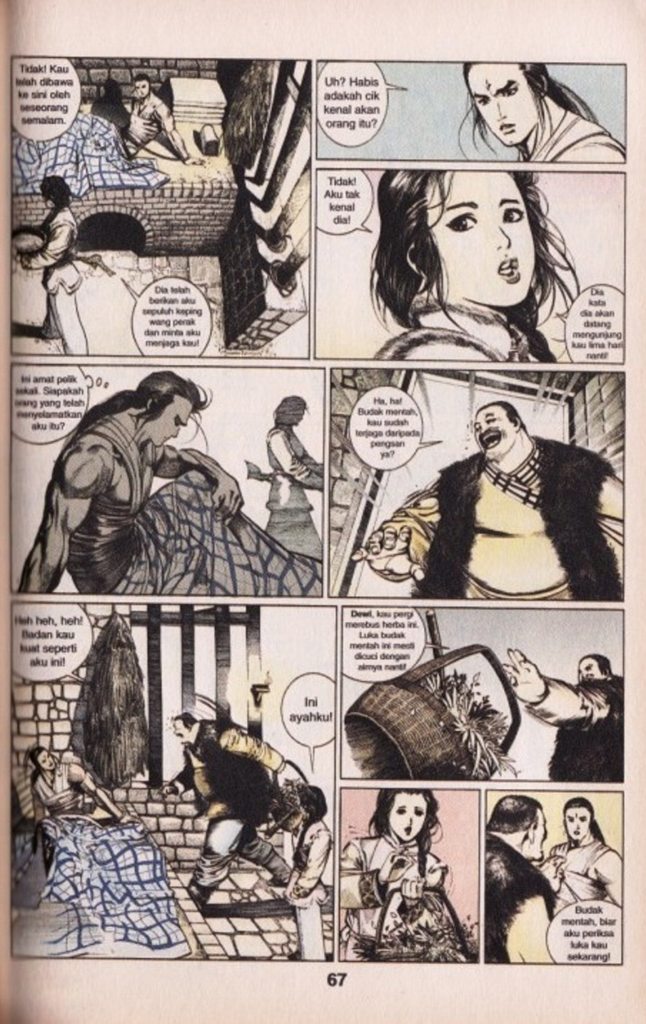 Tidak! Kau
telah dibawa
ke sini oleh
seseorang
semalam.
Dia telah
berikan aku
sepuluh keping
wang perak
dan minta aku
menjaga kau!
Uh? Habis
adakah cik
kenal akan
orang itu?
Tidak!
Aku tak
kenal
dia!
Dia
kata
dia akan
datang
mengunjung
kau lima hari
nanti!
Ini amat pelik
sekali. Siapakah
orang yang telah
menyelamatkan
aku itu?
Ha, ha!
Budak mentah,
kau sudah
terjaga daripada
pengsan
ya?
Heh heh, heh!
Badan kau
kuat seperti
aku ini!
Ini
ayahku!
Dewi, kau pergi
merebus herba ini.
Luka budak
mentah ini mesti
dicuci dengan
airnya nanti!
Budak
mentah, biar
aku periksa
luka kau
sekarang!
67